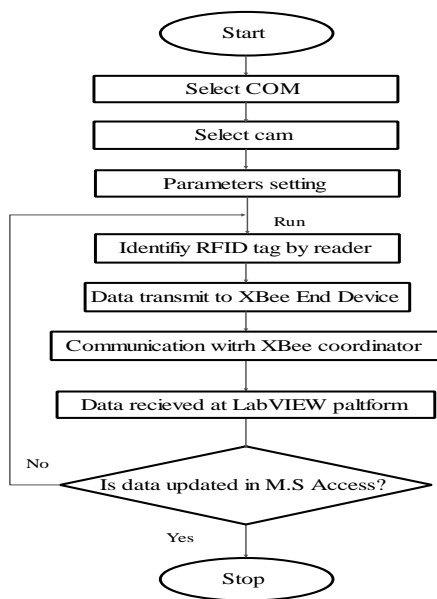 Start
Select COM
Select cam
Parameters setting
Run
Identifiy RFID tag by reader
Data transmit to XBee End Device
Communication witrh XBee coordinator
Data recieved at LabVIEW paltform
No
Is data updated in M.S Access?
Yes
Stop